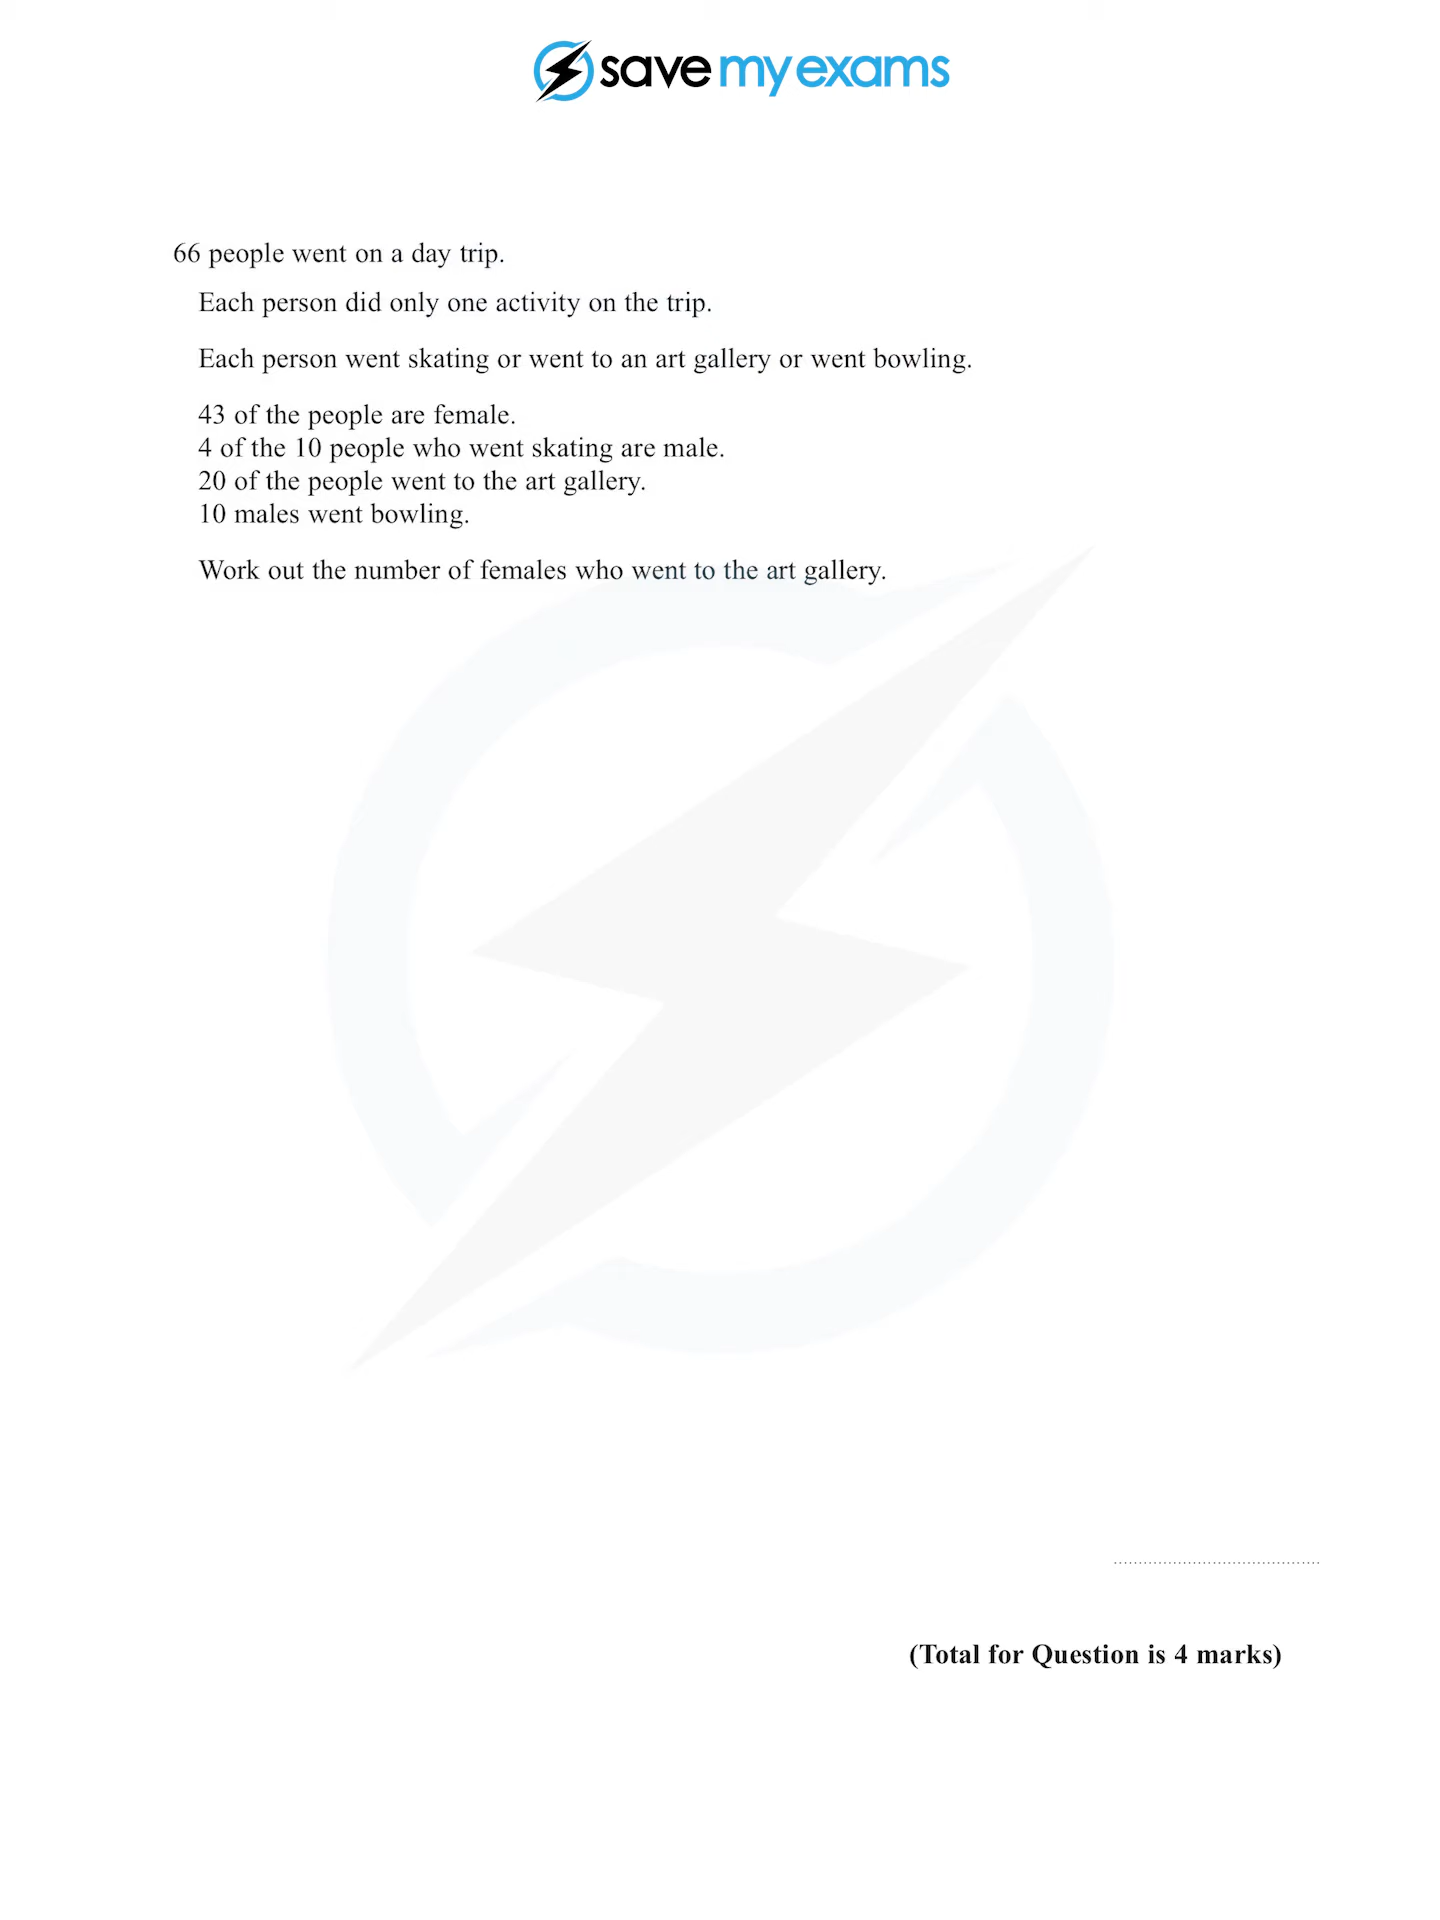 save my exams
66 people went on a day trip.
Each person did only one activity on the trip.
Each person went skating or went to an art gallery or went bowling.
43 of the people are female.
4 of the 10 people who went skating are male.
20 of the people went to the art gallery.
10 males went bowling.
Work out the number of females who went to the art gallery.
(Total for Question is 4 marks)